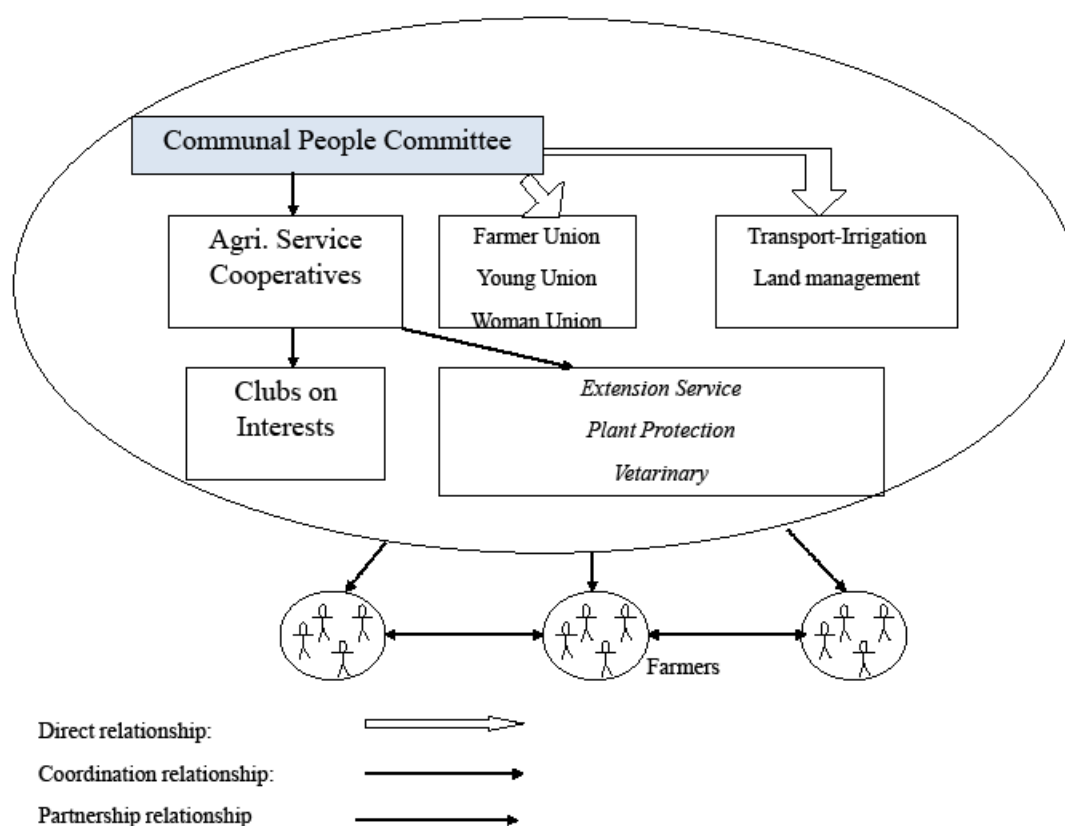 Communal People Committee
Agri. Service
Cooperatives
Farmer Union
Young Union
Woman Union
Transport-Irrigation
Land management
Clubs on
Interests
Extension Service
Plant Protection
Vetarinary
Farmers
Direct relationship:
Coordination relationship:
Partnership relationship